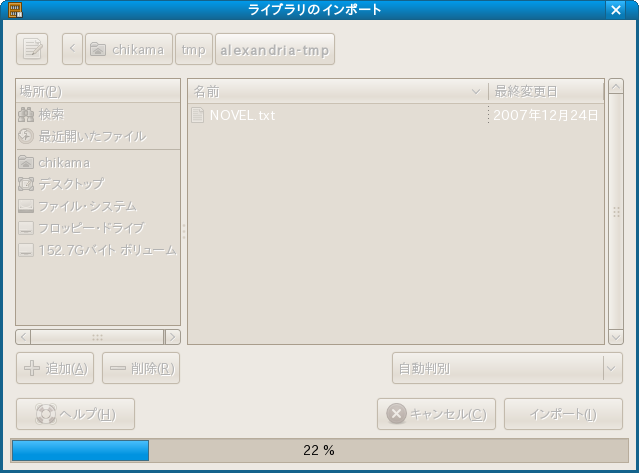 ライブラリのインポート
chikama
tmp
alexandria-tmp
場所(P)
検索
最近開いたファイル
chikama
デスクトップ
ファイル・システム
フロッピー・ドライブ
152.7Gバイト ボリューム
名前
最終変更日
NOVEL.txt
2007年12月24日
追加(A)
削除(R)
自動判別
ヘルプ(H)
キャンセル(C)
インポート(I)
22 %